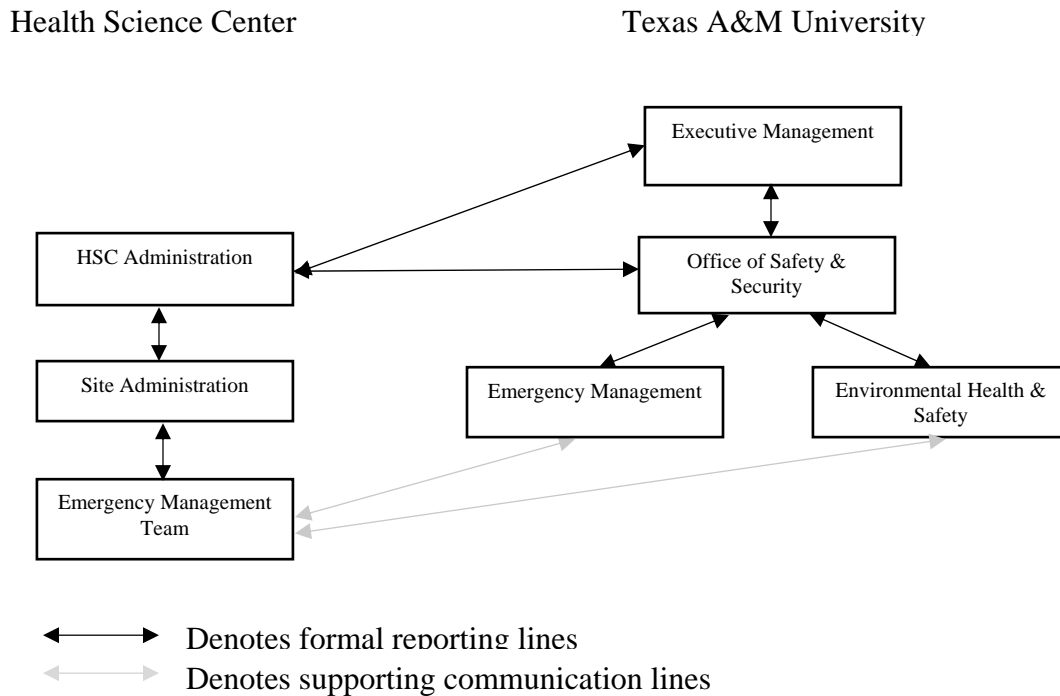 Health Science Center
Texas A&M University
Executive Management
HSC Administration
Office of Safety &
Security
Site Administration
Emergency Management
Environmental Health &
Safety
Emergency Management
Team
Denotes formal reporting lines
Denotes supporting communication lines